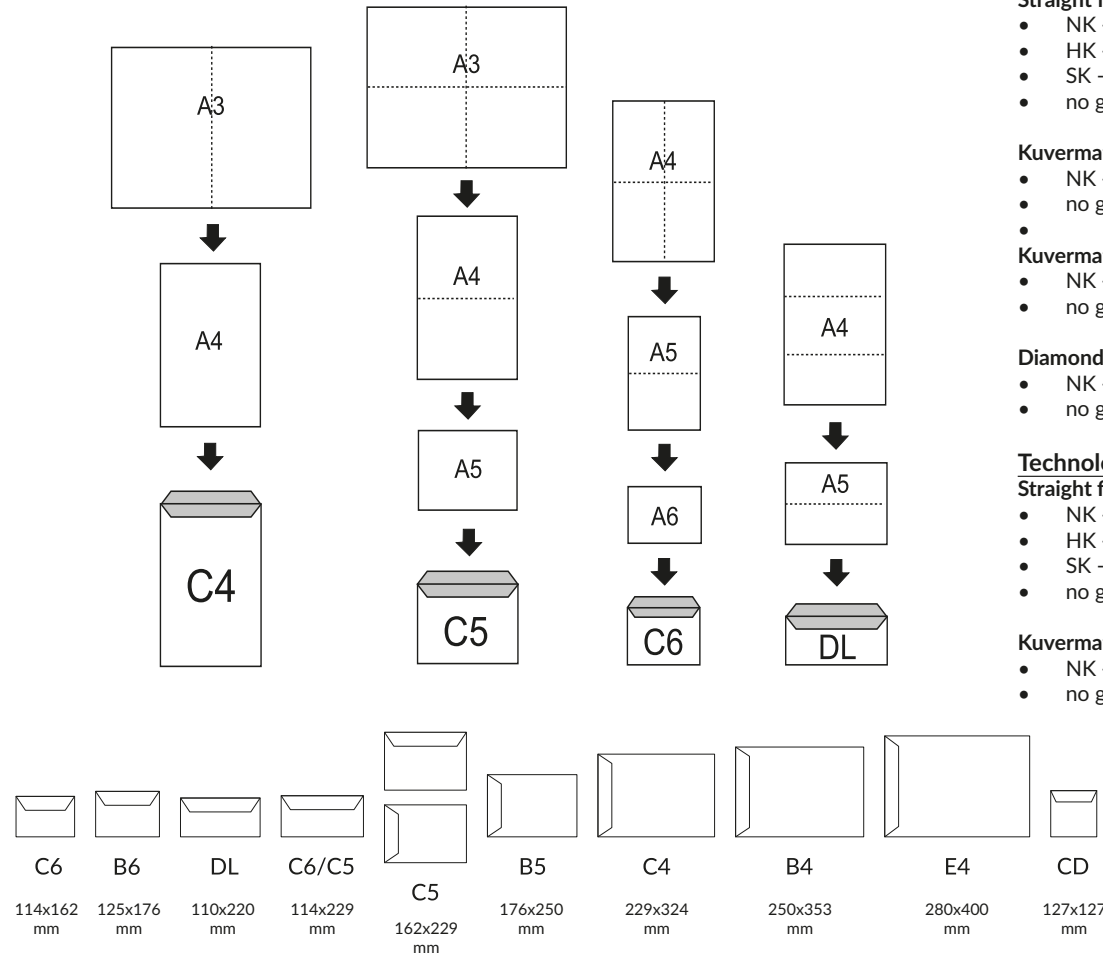 A3
A4
C4
A3
A4
A5
C5
A4
A5
A6
C6
A4
A5
DL
Straight f
• NK
• HK
• SK -
• no g
Kuverma
• NK
• no g
•
Kuverma
• NK
• no g
Diamond
• NK -
• no g
Technolo
Straight f
• NK
• HK
• SK -
• no g
Kuverma
• NK
• no g
C6
114x162
mm
B6
125x176
mm
DL
110x220
mm
C6/C5
114x229
mm
C5
162x229
mm
B5
176x250
mm
C4
229x324
mm
B4
250x353
mm
E4
280x400
mm
CD
127x127
mm